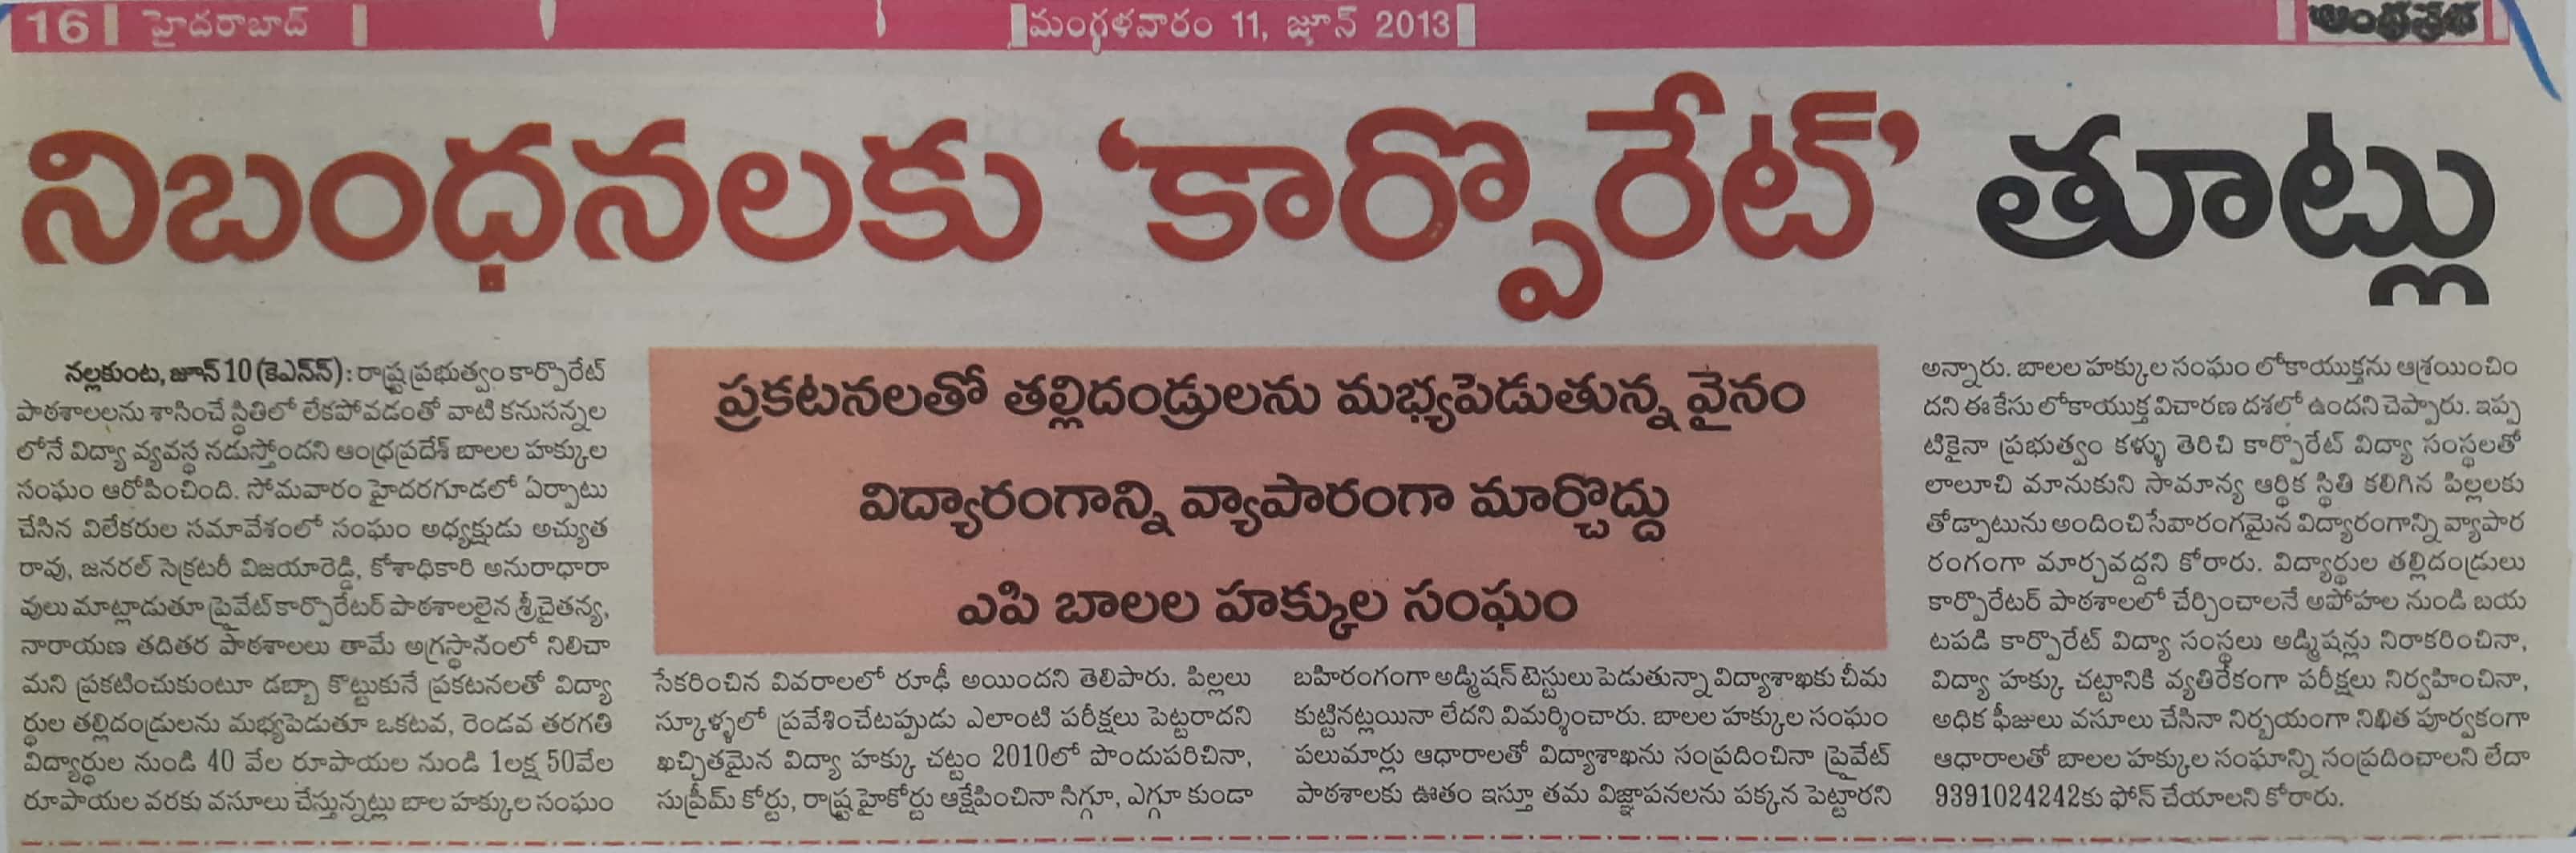 16 హైదరాబాద్ మంగళవారం 11, జూన్ 2013 ఆంధ్రప్రభ
నిబంధనలకు ‘కార్పొరేట్’ తూట్లు
నల్లకుంట, జూన్ 10 (కెఎన్ఎన్) : రాష్ట్ర ప్రభుత్వం కార్పొరేట్
పాఠశాలలను శాసించే స్థితిలో లేకపోవడంతో వాటి కనుసన్నల
లోనే విద్యా వ్యవస్థ నడుస్తోందని ఆంధ్రప్రదేశ్ బాలల హక్కుల
సంఘం ఆరోపించింది. సోమవారం హైదరగూడలో ఏర్పాటు
చేసిన విలేకరుల సమావేశంలో సంఘం అధ్యక్షుడు అచ్యుత
రావు, జనరల్ సెక్రటరీ విజయారెడ్డి, కోశాధికారి అనురాధారా
వులు మాట్లాడుతూ ప్రైవేట్ కార్పొరేటర్ పాఠశాలలైన శ్రీచైతన్య,
నారాయణ తదితర పాఠశాలలు తామే అగ్రస్థానంలో నిలిచా
మని ప్రకటించుకుంటూ డబ్బా కొట్టుకునే ప్రకటనలతో విద్యా
ర్థుల తల్లిదండ్రులను మభ్యపెడుతూ ఒకటవ, రెండవ తరగతి
విద్యార్థుల నుండి 40 వేల రూపాయల నుండి 1లక్ష 50వేల
రూపాయల వరకు వసూలు చేస్తున్నట్లు బాల హక్కుల సంఘం
ప్రకటనలతో తల్లిదండ్రులను మభ్యపెడుతున్న వైనం
విద్యారంగాన్ని వ్యాపారంగా మార్చొద్దు
ఎపి బాలల హక్కుల సంఘం
సేకరించిన వివరాలలో రూఢీ అయిందని తెలిపారు. పిల్లలు
స్కూళ్ళలో ప్రవేశించేటప్పుడు ఎలాంటి పరీక్షలు పెట్టరాదని
ఖచ్చితమైన విద్యా హక్కు చట్టం 2010లో పొందుపరిచినా,
సుప్రీమ్ కోర్టు, రాష్ట్ర హైకోర్టు ఆక్షేపించినా సిగ్గూ, ఎగ్గూ కుండా
బహిరంగంగా అడ్మిషన్ టెస్టులు పెడుతున్నా విద్యాశాఖకు చీమ
కుట్టినట్లయినా లేదని విమర్శించారు. బాలల హక్కుల సంఘం
పలుమార్లు ఆధారాలతో విద్యాశాఖను సంప్రదించినా ప్రైవేట్
పాఠశాలకు ఊతం ఇస్తూ తమ విజ్ఞాపనలను పక్కన పెట్టారని
అన్నారు. బాలల హక్కుల సంఘం లోకాయుక్తను ఆశ్రయించిం
దని ఈ కేసు లోకాయుక్త విచారణ దశలో ఉందని చెప్పారు. ఇప్ప
టికైనా ప్రభుత్వం కళ్ళు తెరిచి కార్పొరేట్ విద్యా సంస్థలతో
లాలూచి మానుకుని సామాన్య ఆర్థిక స్థితి కలిగిన పిల్లలకు
తోడ్పాటును అందించి సేవారంగమైన విద్యారంగాన్ని వ్యాపార
రంగంగా మార్చవద్దని కోరారు. విద్యార్థుల తల్లిదండ్రులు
కార్పొరేటర్ పాఠశాలలో చేర్పించాలనే అపోహల నుండి బయ
టపడి కార్పొరేట్ విద్యా సంస్థలు అడ్మిషన్లు నిరాకరించినా,
విద్యా హక్కు చట్టానికి వ్యతిరేకంగా పరీక్షలు నిర్వహించినా,
అధిక ఫీజులు వసూలు చేసినా నిర్భయంగా నిఖిత పూర్వకంగా
ఆధారాలతో బాలల హక్కుల సంఘాన్ని సంప్రదించాలని లేదా
9391024242కు ఫోన్ చేయాలని కోరారు.